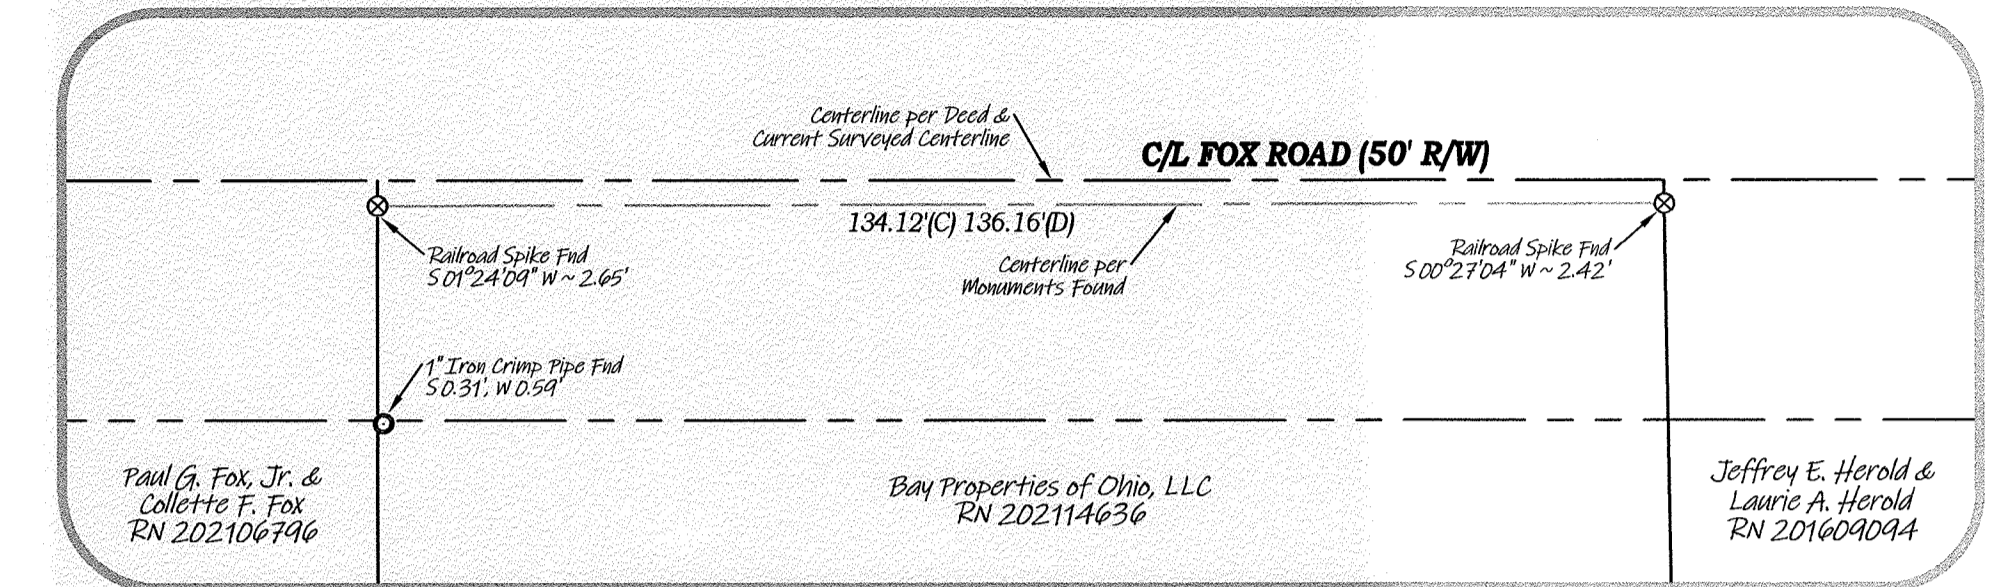 Centerline per Deed &
Current Surveyed Centerline
C/L FOX ROAD (50' R/W)
134.12'(C) 136.16'(D)
Railroad Spike Fnd
S 01°24'09" W ~ 2.65'
Centerline per
Monuments Found
Railroad Spike Fnd
S 00°27'04" W ~ 2.42'
1" Iron Crimp Pipe Fnd
S 0.31', W 0.59'
Paul G. Fox, Jr. &
Collette F. Fox
RN 202106796
Bay Properties of Ohio, LLC
RN 202114636
Jeffrey E. Herold &
Laurie A. Herold
RN 201609094